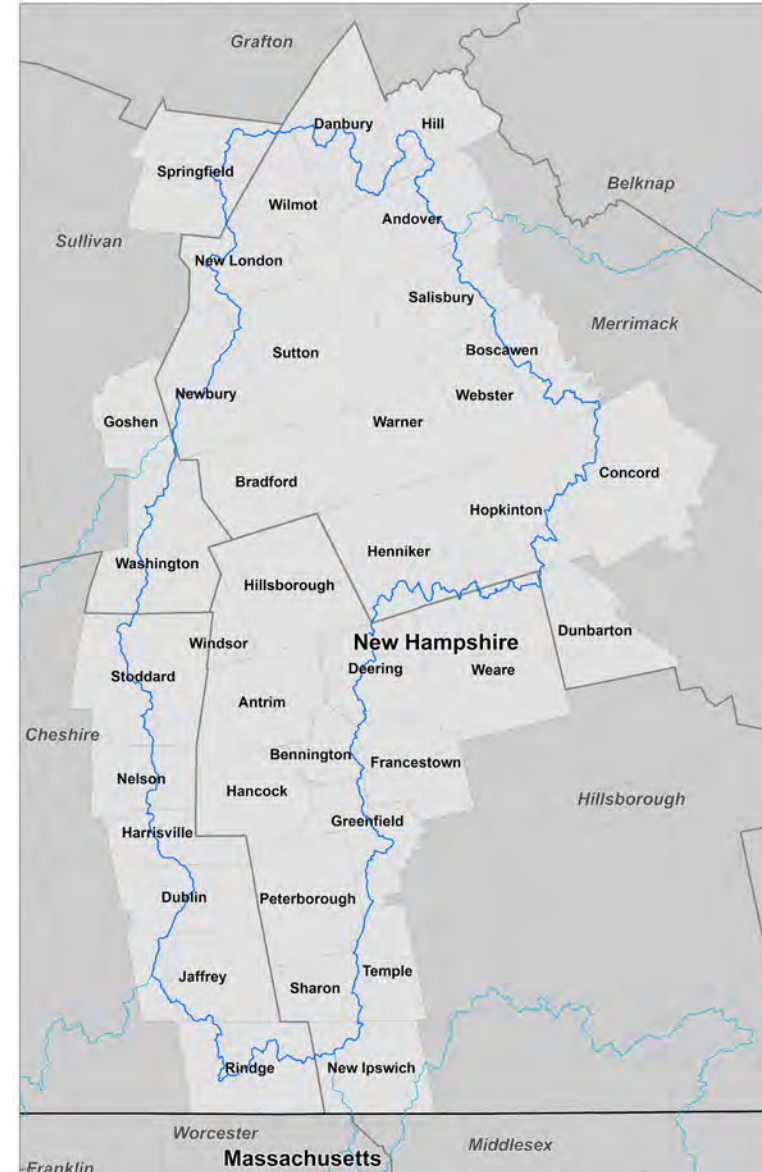 Grafton
Danbury
Hill
Springfield
Belknap
Wilmot
Andover
Sullivan
New London
Salisbury
Merrimack
Sutton
Boscawen
Newbury
Webster
Goshen
Warner
Concord
Bradford
Hopkinton
Henniker
Washington
Hillsborough
Dunbarton
Windsor
New Hampshire
Deering
Weare
Stoddard
Antrim
Cheshire
Bennington
Francestown
Nelson
Hancock
Hillsborough
Greenfield
Harrisville
Dublin
Peterborough
Temple
Jaffrey
Sharon
Rindge
New Ipswich
Worcester
Middlesex
Massachusetts
Franklin